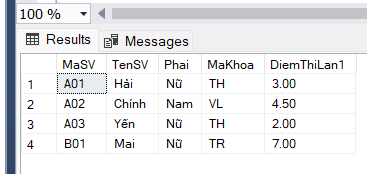 100 %
Results Messages
MaSV TenSV Phai MaKhoa DiemThiLan1
1 A01 Hải Nữ TH 3.00
2 A02 Chính Nam VL 4.50
3 A03 Yến Nữ TH 2.00
4 B01 Mai Nữ TR 7.00